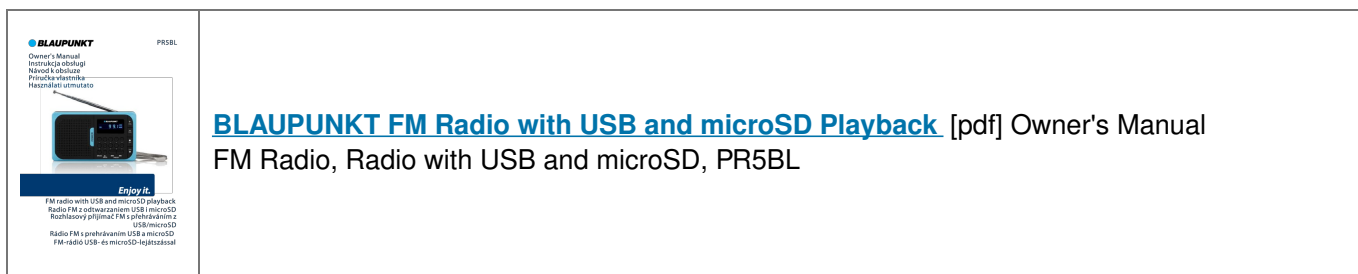 BLAUPUNKT
PR5BL
Owner's Manual
Instrukcja obsługi
Návod k obsluze
Príručka vlastníka
Használati utmutato
Enjoy it.
FM radio with USB and microSD playback
Radio FM z odtwarzaniem USB i microSD
Rozhlasový přijímač FM s přehráváním z
USB/microSD
Rádio FM s prehrávaním USB a microSD
FM-rádió USB- és microSD-lejátszással
BLAUPUNKT FM Radio with USB and microSD Playback [pdf] Owner's Manual
FM Radio, Radio with USB and microSD, PR5BL